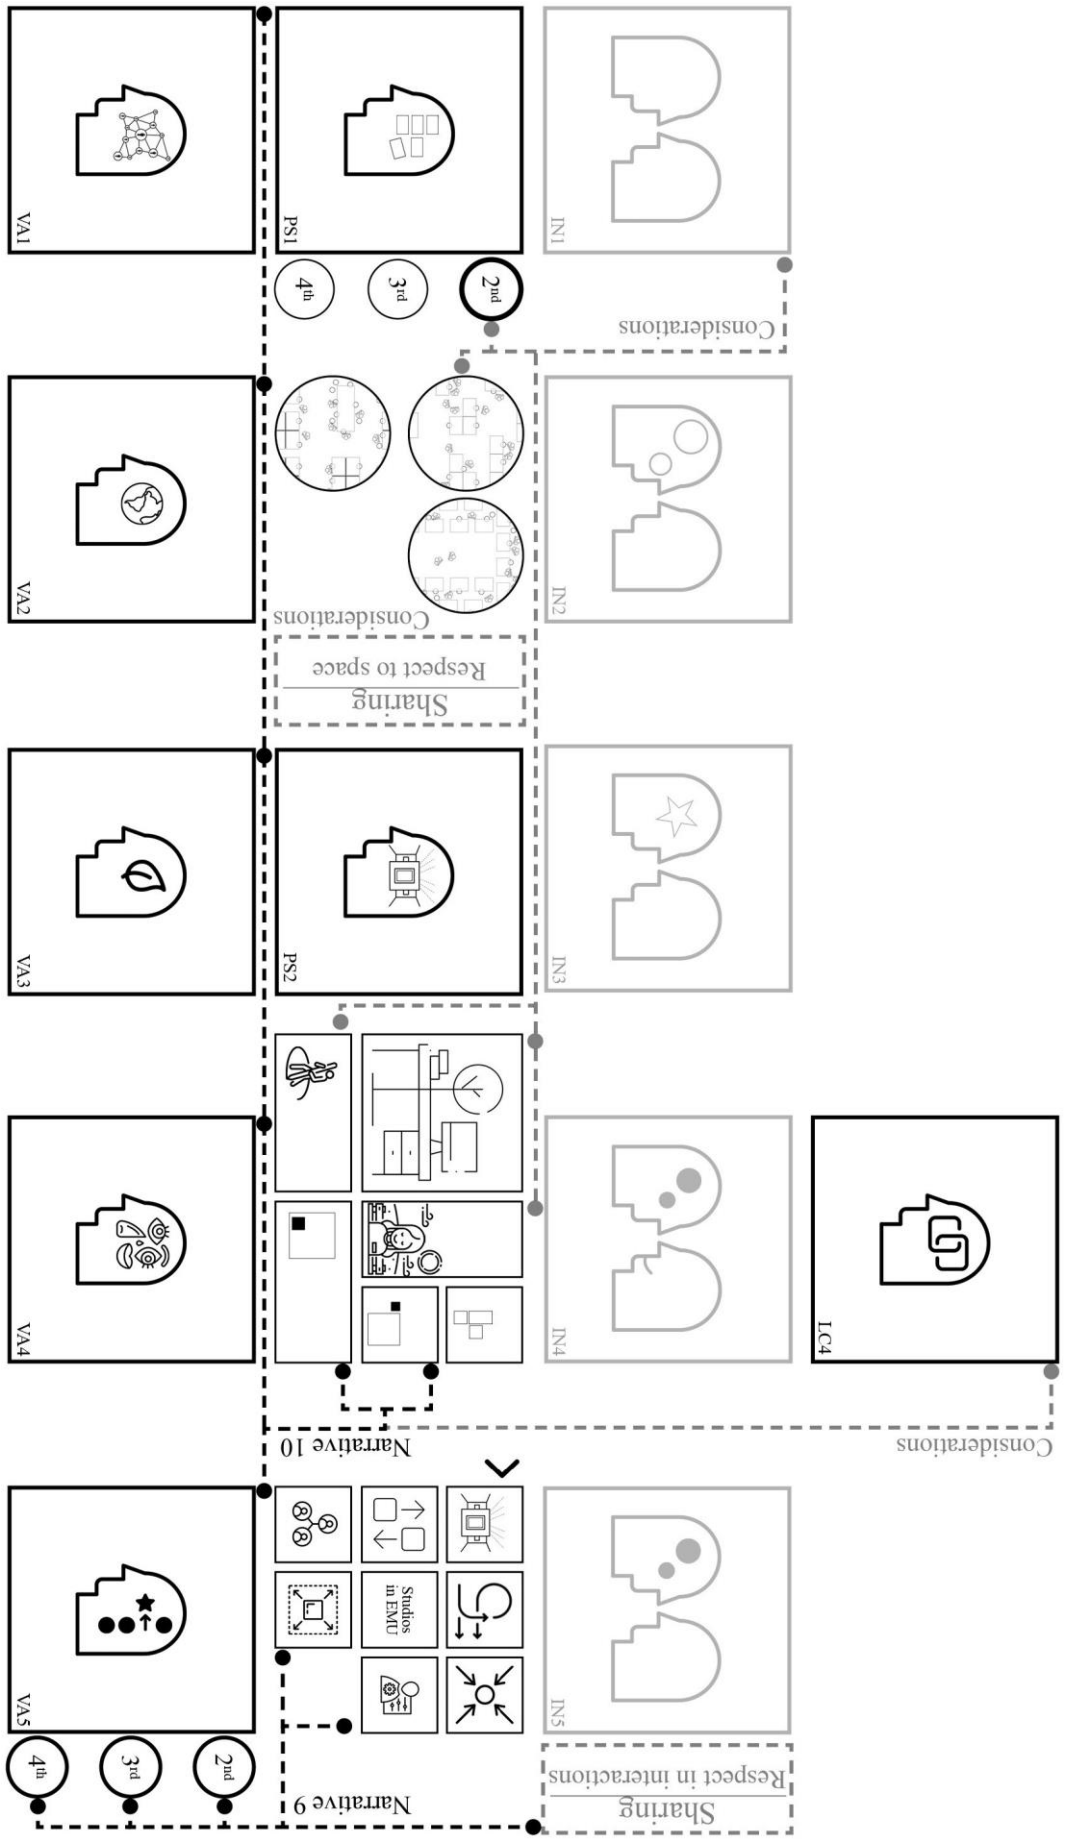 VA1
PS1
IN1
4th
3rd
2nd
Considerations
VA2
IN2
Considerations
Sharing
Respect to space
VA3
PS2
IN3
VA4
IN4
LC4
Narrative 10
Considerations
Studios
in EMU
VA5
IN5
4th
3rd
2nd
Narrative 9
Sharing
Respect in interactions